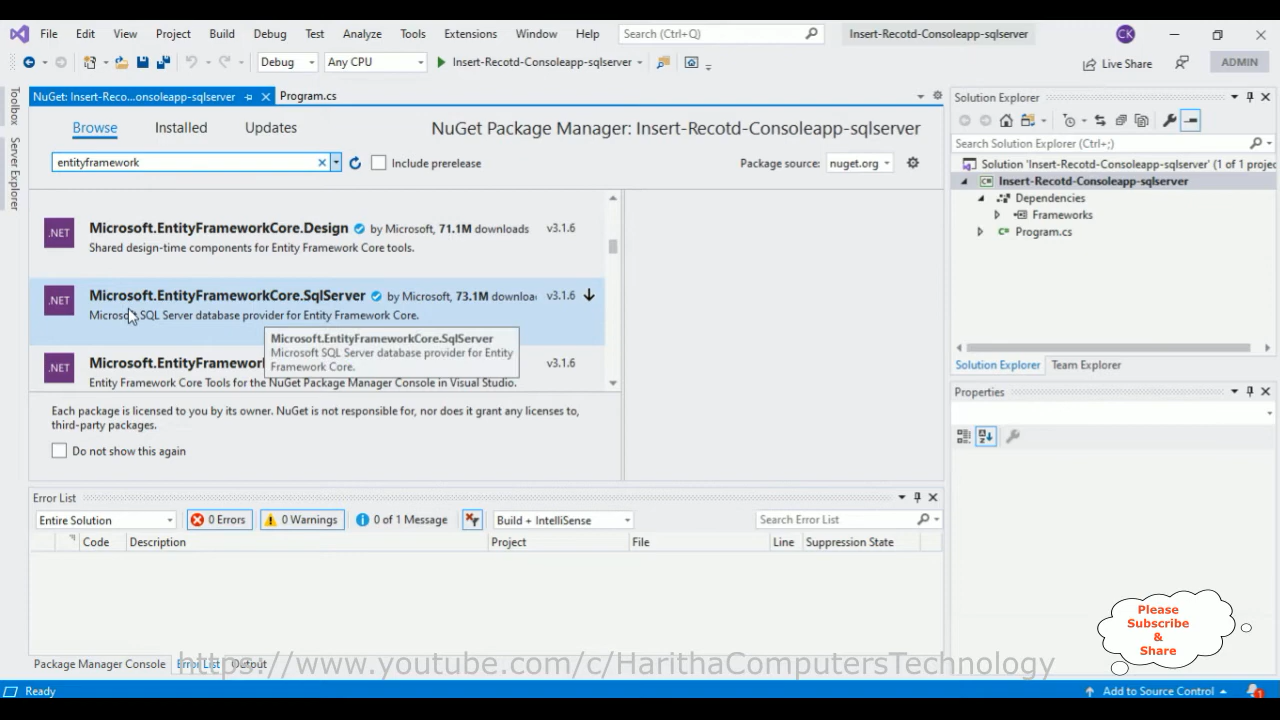 File Edit View Project Build Debug Test Analyze Tools Extensions Window Help Search (Ctrl+Q) Insert-Recotd-Consoleapp-sqlserver CK
Debug Any CPU Insert-Recotd-Consoleapp-sqlserver Live Share ADMIN
Toolbox
Server Explorer
NuGet: Insert-Reco...onsoleapp-sqlserver Program.cs
Browse Installed Updates NuGet Package Manager: Insert-Recotd-Consoleapp-sqlserver
entityframework Include prerelease Package source: nuget.org
.NET Microsoft.EntityFrameworkCore.Design by Microsoft, 71.1M downloads v3.1.6
Shared design-time components for Entity Framework Core tools.
.NET Microsoft.EntityFrameworkCore.SqlServer by Microsoft, 73.1M downloa v3.1.6
Microsoft SQL Server database provider for Entity Framework Core.
Microsoft.EntityFrameworkCore.SqlServer
Microsoft SQL Server database provider for Entity
Framework Core.
.NET Microsoft.EntityFramework v3.1.6
Entity Framework Core Tools for the NuGet Package Manager Console in Visual Studio.
Each package is licensed to you by its owner. NuGet is not responsible for, nor does it grant any licenses to,
third-party packages.
Do not show this again
Solution Explorer
Search Solution Explorer (Ctrl+;)
Solution 'Insert-Recotd-Consoleapp-sqlserver' (1 of 1 projec
Insert-Recotd-Consoleapp-sqlserver
Dependencies
Frameworks
C# Program.cs
Solution Explorer Team Explorer
Properties
Error List
Entire Solution 0 Errors 0 Warnings 0 of 1 Message Build + IntelliSense Search Error List
Code Description Project File Line Suppression State
Please
Subscribe
&
Share
Package Manager Console Error List Output
https://www.youtube.com/c/HarithaComputersTechnology
Ready Add to Source Control 1